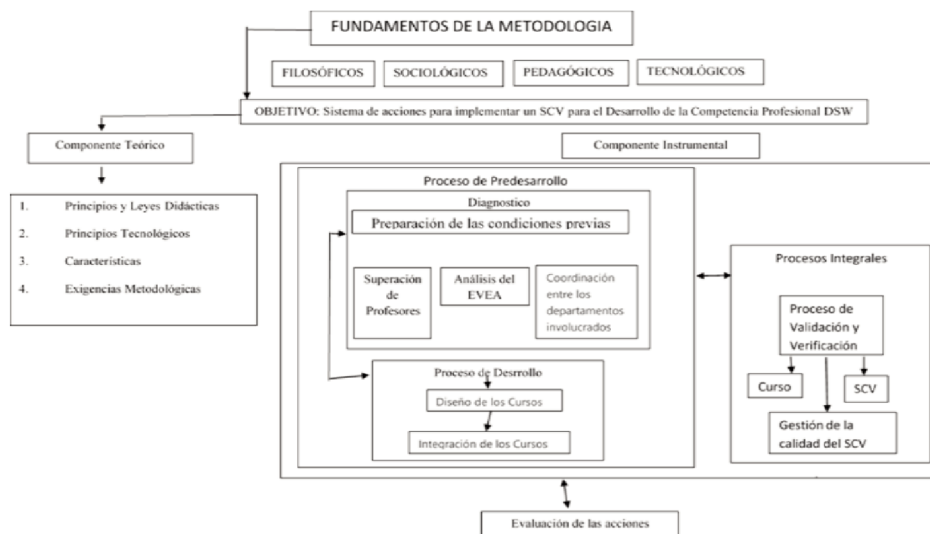 FUNDAMENTOS DE LA METODOLOGIA
FILOSÓFICOS
SOCIOLÓGICOS
PEDAGÓGICOS
TECNOLÓGICOS
OBJETIVO: Sistema de acciones para implementar un SCV para el Desarrollo de la Competencia Profesional DSW
Componente Teórico
1. Principios y Leyes Didácticas
2. Principios Tecnológicos
3. Características
4. Exigencias Metodológicas
Componente Instrumental
Proceso de Predesarrollo
Diagnostico
Preparación de las condiciones previas
Superación
de
Profesores
Análisis del
EVEA
Coordinación
entre los
departamentos
involucrados
Proceso de Desrrollo
Diseño de los Cursos
Integración de los Cursos
Procesos Integrales
Proceso de
Validación y
Verificación
Curso
SCV
Gestión de la
calidad del SCV
Evaluación de las acciones